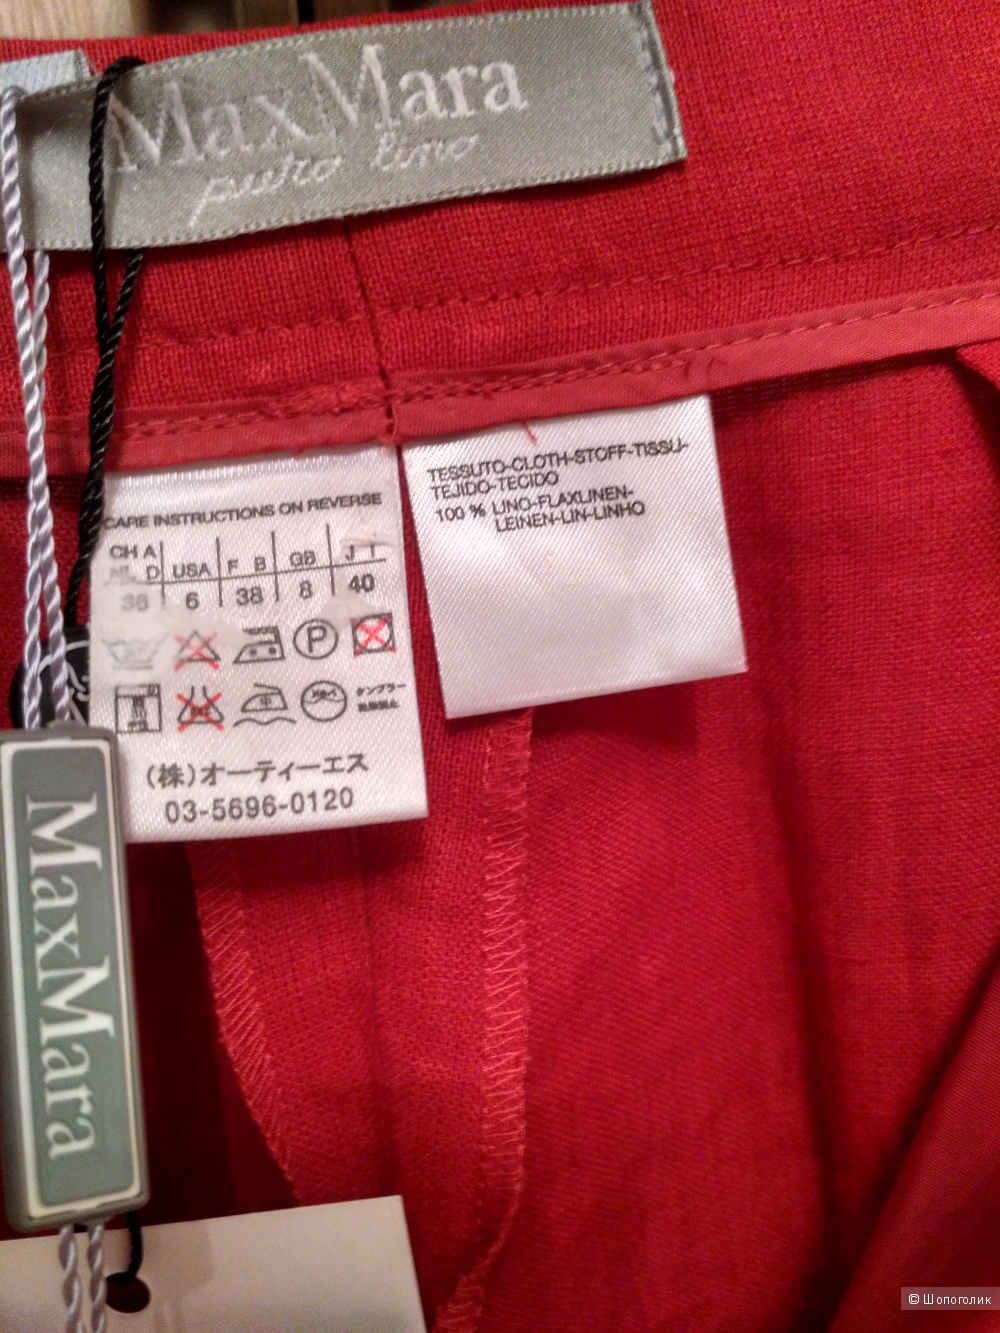 MaxMara
puro lino
CARE INSTRUCTIONS ON REVERSE
CH A USA F B GB J I
NL D
36 6 38 8 40
P
(株)オーティーエス
03-5696-0120
TESSUTO-CLOTH-STOFF-TISSU-
TEJIDO-TECIDO
100 % LINO-FLAXLINEN-
LEINEN-LIN-LINHO
MaxMara
© Шопоголик